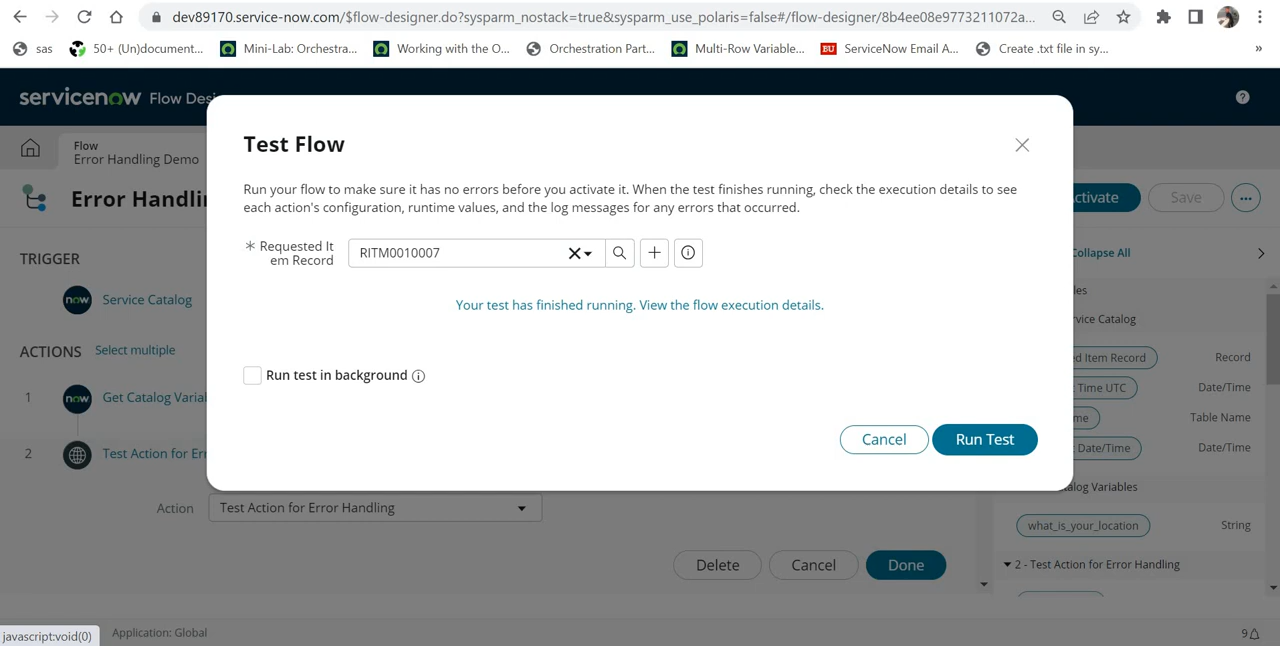 dev89170.service-now.com/$flow-designer.do?sysparm_nostack=true&sysparm_use_polaris=false#/flow-designer/8b4ee08e9773211072a...
sas 50+ (Un)document... Mini-Lab: Orchestra... Working with the O... Orchestration Part... Multi-Row Variable... BU ServiceNow Email A... Create .txt file in sy... »
servicenow Flow Desi
Flow
Error Handling Demo
Error Handli
Activate Save
TRIGGER
Service Catalog
ACTIONS Select multiple
1 now Get Catalog Varial
2 Test Action for Er
Test Flow
Run your flow to make sure it has no errors before you activate it. When the test finishes running, check the execution details to see
each action's configuration, runtime values, and the log messages for any errors that occurred.
* Requested It
em Record
RITM0010007
Your test has finished running. View the flow execution details.
Run test in background
Cancel Run Test
Action Test Action for Error Handling
Delete Cancel Done
Collapse All
les
rvice Catalog
ed Item Record Record
: Time UTC Date/Time
me Table Name
: Date/Time Date/Time
alog Variables
what_is_your_location String
2 - Test Action for Error Handling
javascript:void(0) Application: Global
9